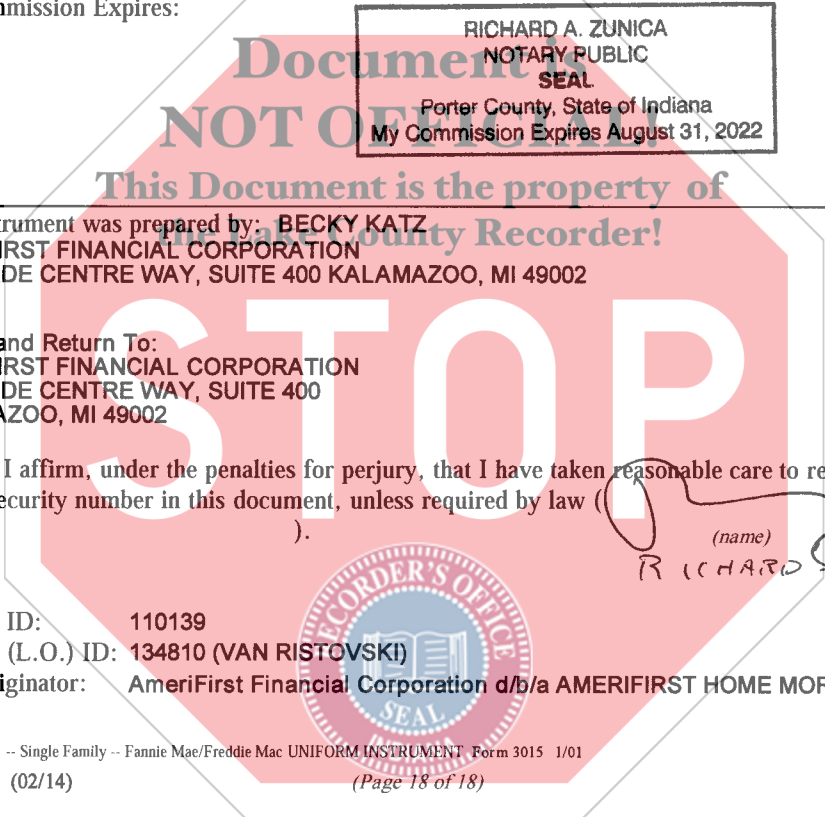 mmission Expires:
RICHARD A. ZUNICA
NOTARY PUBLIC
SEAL
Porter County, State of Indiana
My Commission Expires August 31, 2022
Document is
NOT OFFICIAL!
This Document is the property of
the Lake County Recorder!
trument was prepared by: BECKY KATZ
IRST FINANCIAL CORPORATION
DE CENTRE WAY, SUITE 400 KALAMAZOO, MI 49002
and Return To:
IRST FINANCIAL CORPORATION
DE CENTRE WAY, SUITE 400
AZOO, MI 49002
STOP
I affirm, under the penalties for perjury, that I have taken reasonable care to re
ecurity number in this document, unless required by law (
).
(name)
RICHARD
RECORDER'S OFFICE
SEAL
INDIANA
ID: 110139
(L.O.) ID: 134810 (VAN RISTOVSKI)
iginator: AmeriFirst Financial Corporation d/b/a AMERIFIRST HOME MOR
-- Single Family -- Fannie Mae/Freddie Mac UNIFORM INSTRUMENT Form 3015 1/01
(02/14)
(Page 18 of 18)